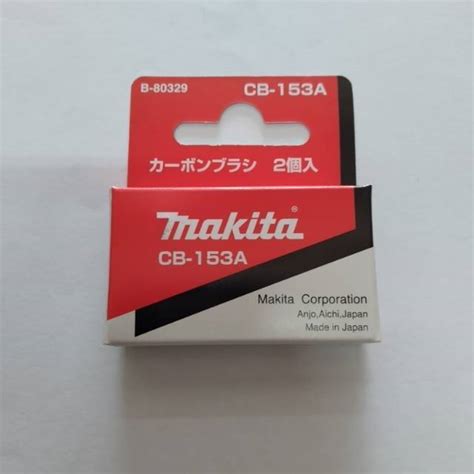 B-80329 CB-153A
カーボンブラシ 2個入
makita®
CB-153A
Makita Corporation
Anjo,Aichi,Japan
Made in Japan